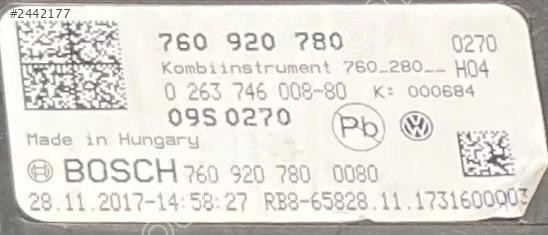 #2442177
760 920 780 0270
Kombiinstrument 760_280__ H04
0 263 746 008-80 K: 000684
09S 0270
Pb
Made in Hungary
BOSCH 760 920 780 0080
28.11.2017-14:58:27 RB8-65828.11.1731600003